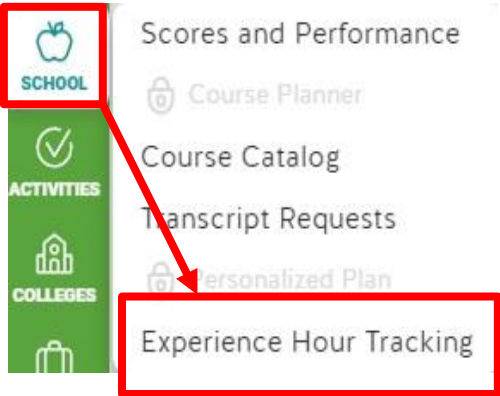 SCHOOL
ACTIVITIES
COLLEGES
Scores and Performance
Course Planner
Course Catalog
Transcript Requests
Personalized Plan
Experience Hour Tracking